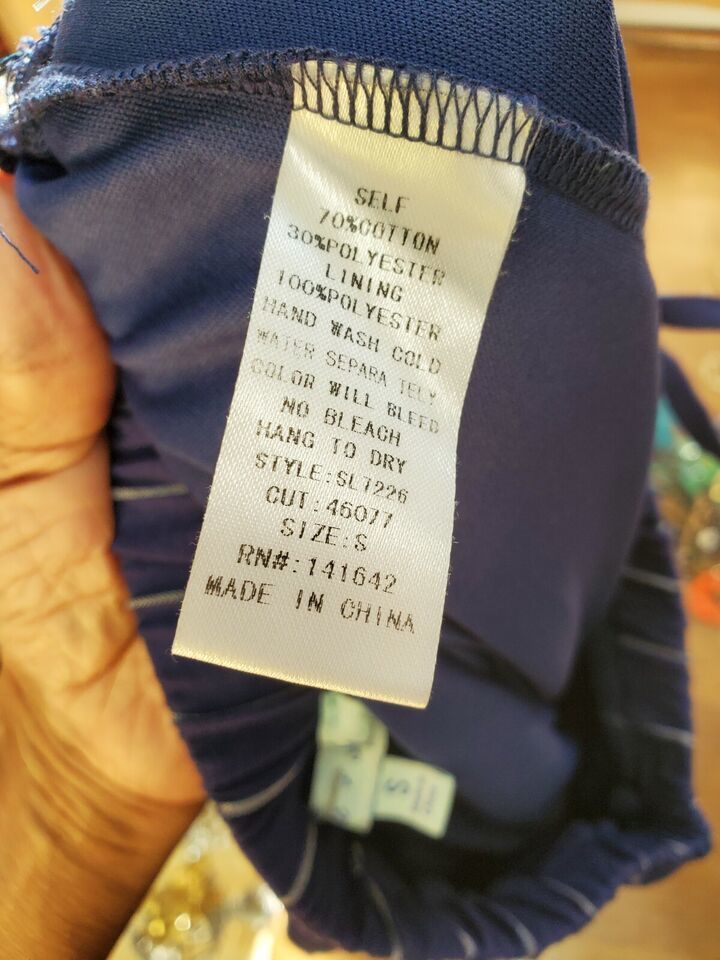 SELF
70%COTTON
30%POLYESTER
LINING
100%POLYESTER
HAND WASH COLD
WATER SEPARA TELY
COLOR WILL BLEED
NO BLEACH
HANG TO DRY
STYLE:SL7226
CUT:46077
SIZE:S
RN#:141642
MADE IN CHINA
S